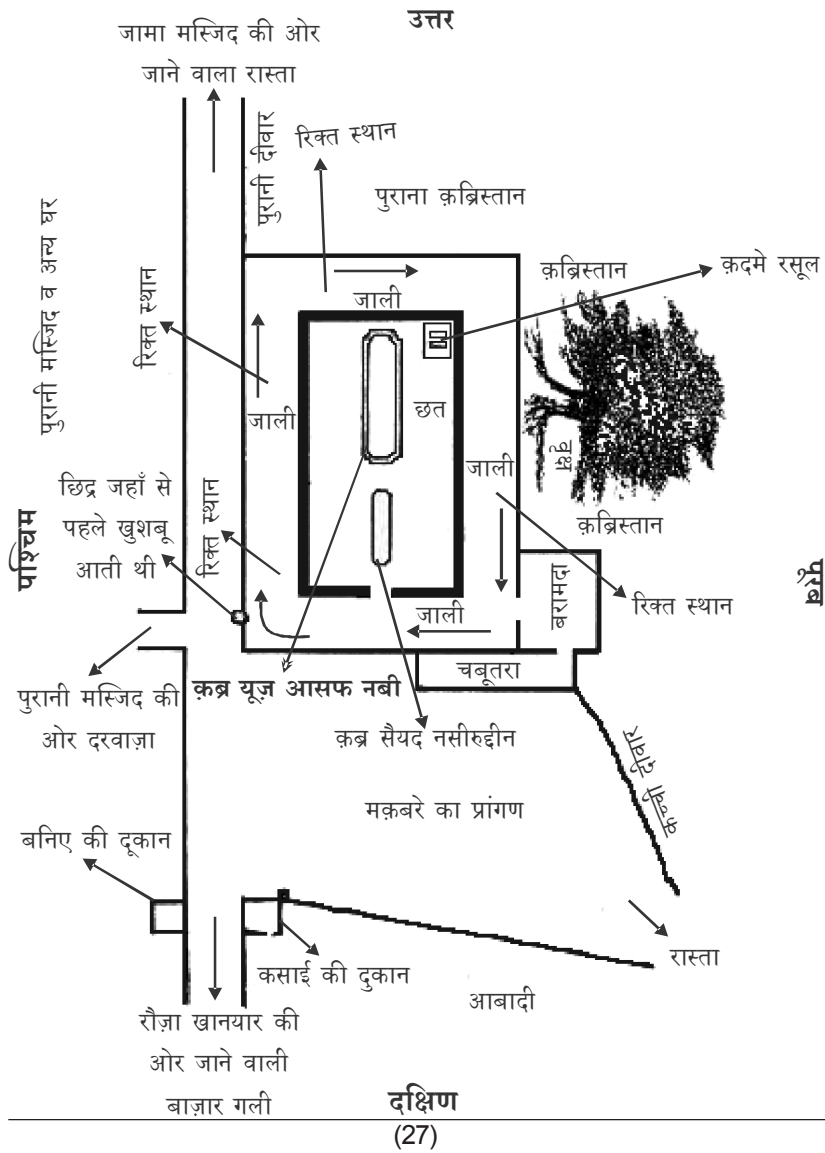 उत्तर
जामा मस्जिद की ओर
जाने वाला रास्ता
पुरानी दीवार
रिक्त स्थान
पुराना क़ब्रिस्तान
पुरानी मस्जिद व अन्य घर
रिक्त स्थान
जाली
क़ब्रिस्तान
क़दमे रसूल
जाली
छत
जाली
वृक्ष
क़ब्रिस्तान
पश्चिम
छिद्र जहाँ से
पहले खुशबू
आती थी
रिक्त स्थान
जाली
बरामदा
रिक्त स्थान
पूरब
चबूतरा
पुरानी मस्जिद की
ओर दरवाज़ा
क़ब्र यूज़ आसफ नबी
क़ब्र सैयद नसीरुद्दीन
कच्ची दीवार
मक़बरे का प्रांगण
बनिए की दूकान
कसाई की दुकान
रास्ता
आबादी
रौज़ा खानयार की
ओर जाने वाली
बाज़ार गली
दक्षिण
(27)